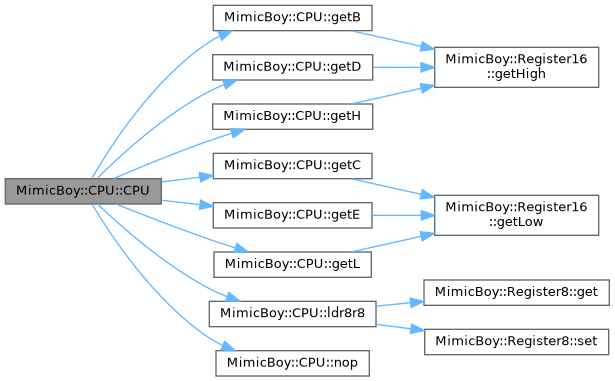 MimicBoy::CPU::CPU
MimicBoy::CPU::getB
MimicBoy::CPU::getD
MimicBoy::CPU::getH
MimicBoy::CPU::getC
MimicBoy::CPU::getE
MimicBoy::CPU::getL
MimicBoy::CPU::ldr8r8
MimicBoy::CPU::nop
MimicBoy::Register16
::getHigh
MimicBoy::Register16
::getLow
MimicBoy::Register8::get
MimicBoy::Register8::set